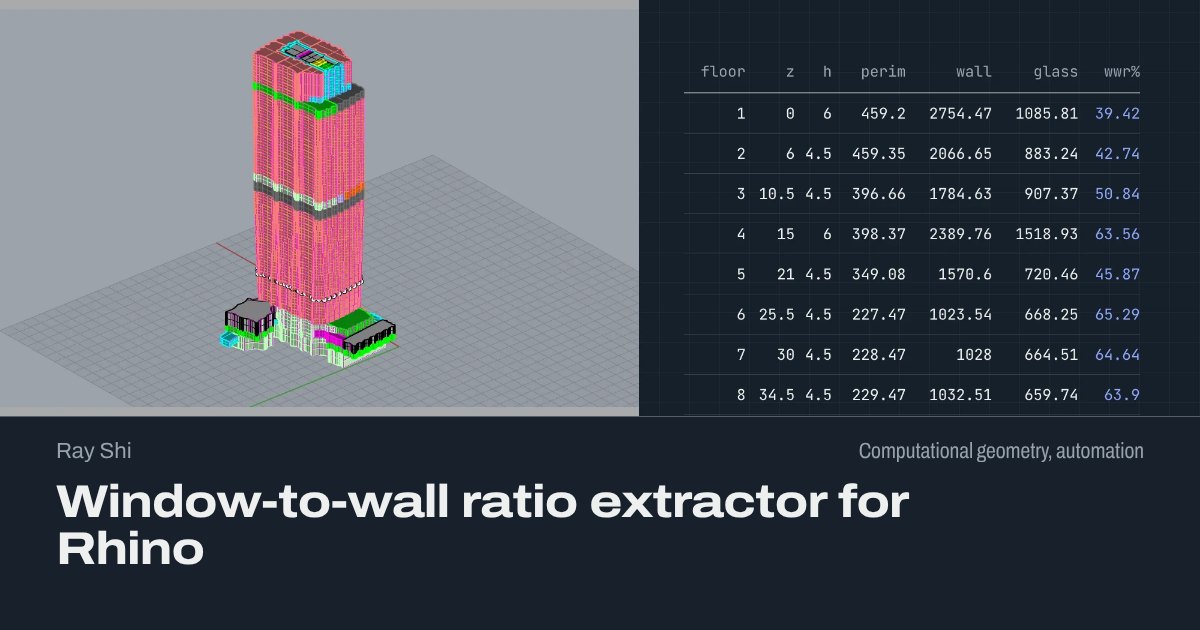 floor z h perim wall glass wwr%
1 0 6 459.2 2754.47 1085.81 39.42
2 6 4.5 459.35 2066.65 883.24 42.74
3 10.5 4.5 396.66 1784.63 907.37 50.84
4 15 6 398.37 2389.76 1518.93 63.56
5 21 4.5 349.08 1570.6 720.46 45.87
6 25.5 4.5 227.47 1023.54 668.25 65.29
7 30 4.5 228.47 1028 664.51 64.64
8 34.5 4.5 229.47 1032.51 659.74 63.9
Ray Shi
Computational geometry, automation
Window-to-wall ratio extractor for
Rhino